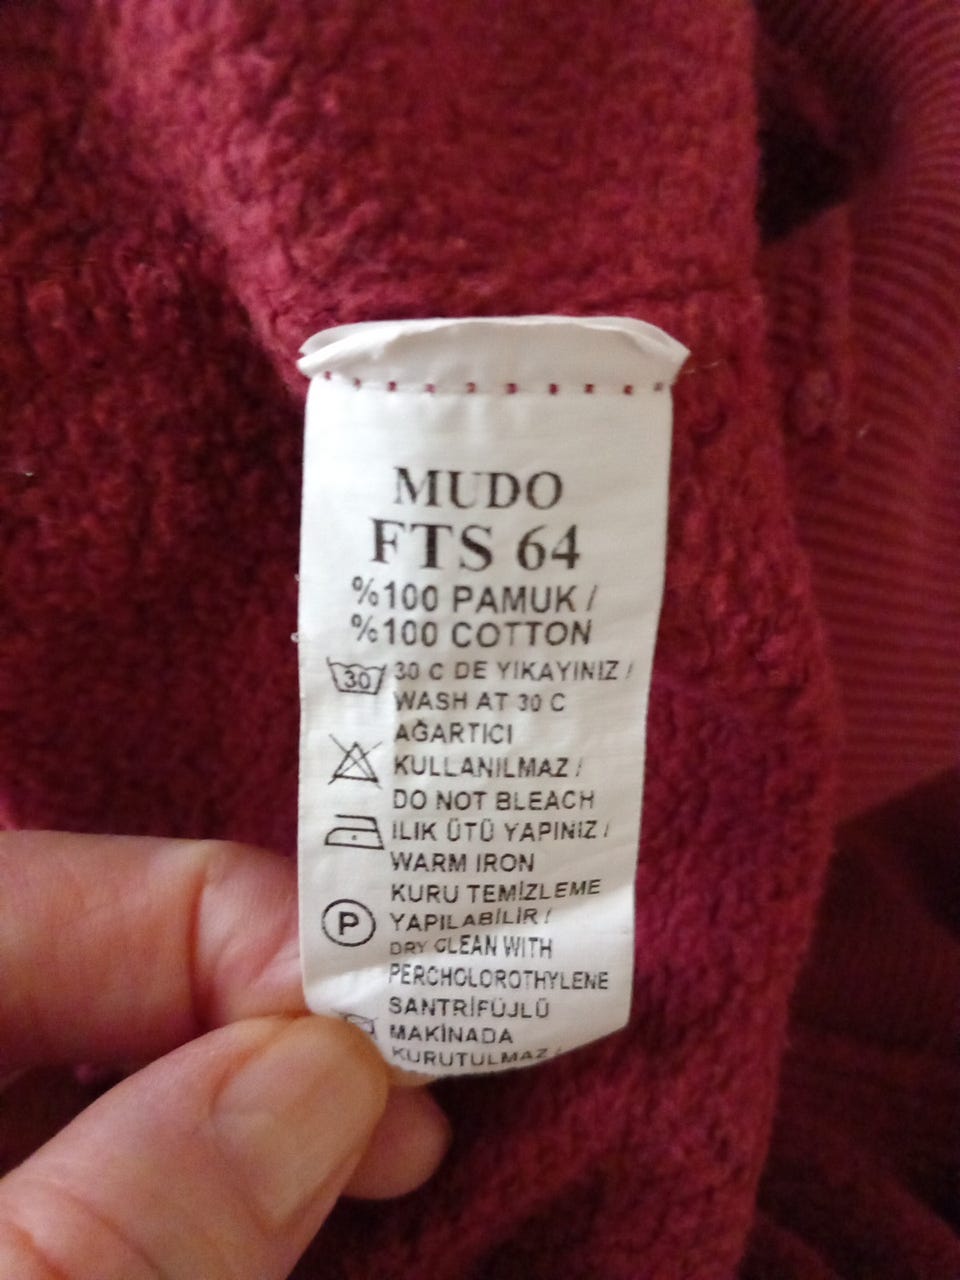 MUDO
FTS 64
%100 PAMUK /
%100 COTTON
30 30 C DE YIKAYINIZ /
WASH AT 30 C
AĞARTICI
KULLANILMAZ /
DO NOT BLEACH
ILIK ÜTÜ YAPINIZ /
WARM IRON
KURU TEMİZLEME
P YAPILABİLİR /
DRY CLEAN WITH
PERCHOLOROTHYLENE
SANTRİFÜJLÜ
MAKİNADA
KURUTULMAZ /